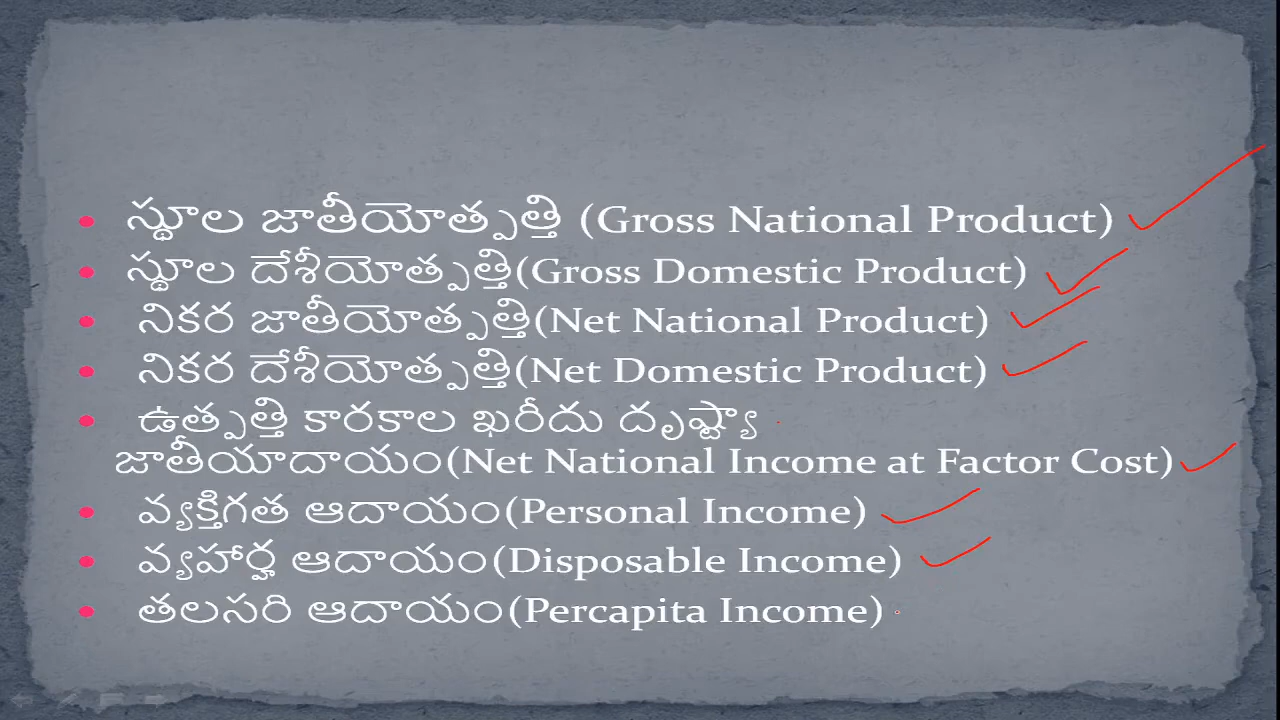 • స్థూల జాతీయోత్పత్తి (Gross National Product)
• స్థూల దేశీయోత్పత్తి(Gross Domestic Product)
• నికర జాతీయోత్పత్తి(Net National Product)
• నికర దేశీయోత్పత్తి(Net Domestic Product)
• ఉత్పత్తి కారకాల ఖరీదు దృష్ట్యా
జాతీయాదాయం(Net National Income at Factor Cost)
• వ్యక్తిగత ఆదాయం(Personal Income)
• వ్యహార్హ ఆదాయం(Disposable Income)
• తలసరి ఆదాయం(Percapita Income)